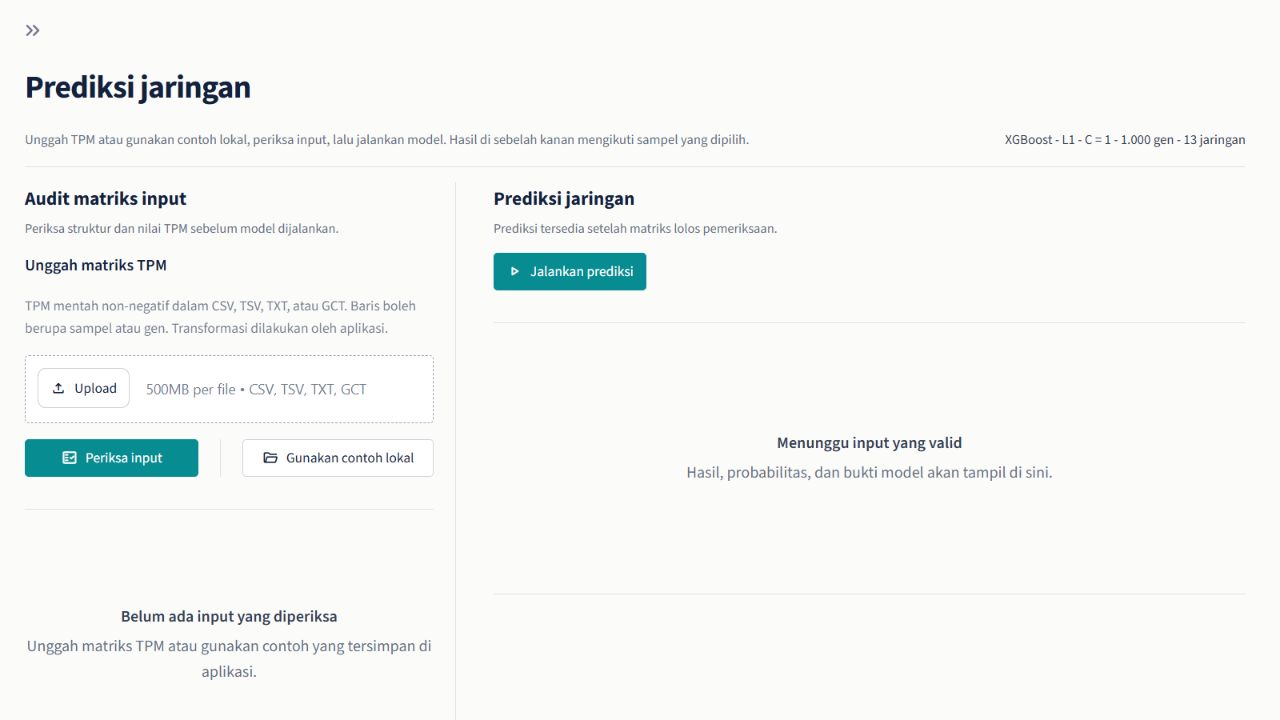 Prediksi jaringan
Unggah TPM atau gunakan contoh lokal, periksa input, lalu jalankan model. Hasil di sebelah kanan mengikuti sampel yang dipilih.
XGBoost - L1 - C = 1 - 1.000 gen - 13 jaringan
Audit matriks input
Periksa struktur dan nilai TPM sebelum model dijalankan.
Unggah matriks TPM
TPM mentah non-negatif dalam CSV, TSV, TXT, atau GCT. Baris boleh
berupa sampel atau gen. Transformasi dilakukan oleh aplikasi.
Upload
500MB per file • CSV, TSV, TXT, GCT
Periksa input
Gunakan contoh lokal
Belum ada input yang diperiksa
Unggah matriks TPM atau gunakan contoh yang tersimpan di
aplikasi.
Prediksi jaringan
Prediksi tersedia setelah matriks lolos pemeriksaan.
Jalankan prediksi
Menunggu input yang valid
Hasil, probabilitas, dan bukti model akan tampil di sini.